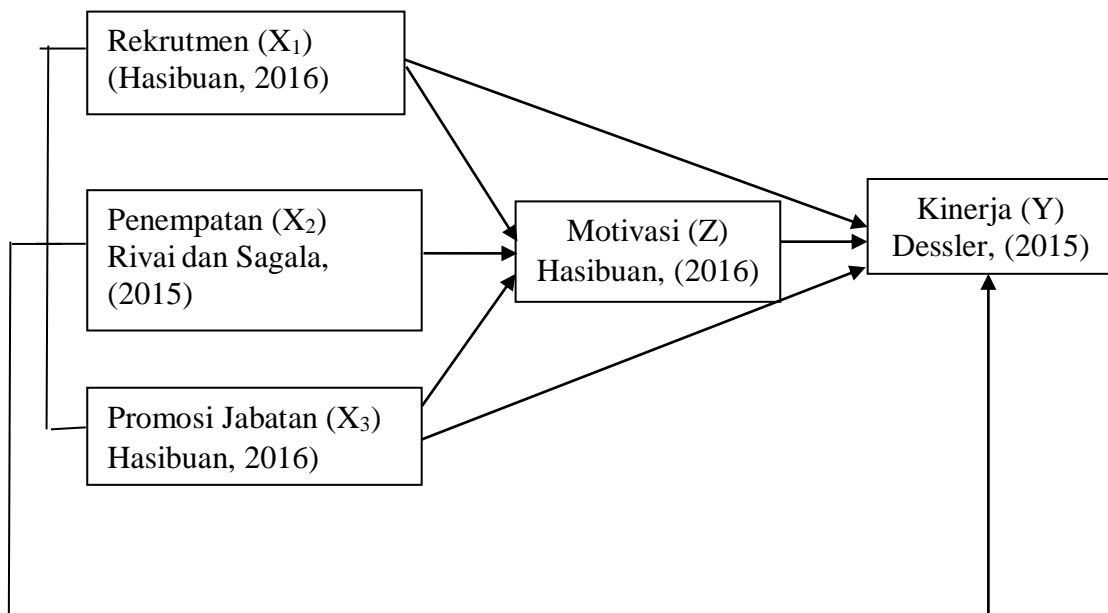 Rekrutmen (X₁)
(Hasibuan, 2016)
Penempatan (X₂)
Rivai dan Sagala,
(2015)
Promosi Jabatan (X₃)
Hasibuan, 2016)
Motivasi (Z)
Hasibuan, (2016)
Kinerja (Y)
Dessler, (2015)